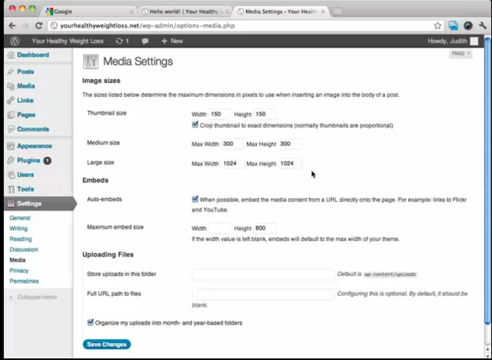 Google
Hello world! | Your Healthy
Media Settings ‹ Your Health
yourhealthyweightloss.net/wp-admin/options-media.php
Your Healthy Weight Loss 1 + New Howdy, Judith
Help
Dashboard
Posts
Media
Links
Pages
Comments
Appearance
Plugins 1
Users
Tools
Settings
General
Writing
Reading
Discussion
Media
Privacy
Permalinks
Collapse menu
Media Settings
Image sizes
The sizes listed below determine the maximum dimensions in pixels to use when inserting an image into the body of a post.
Thumbnail size Width 150 Height 150
Crop thumbnail to exact dimensions (normally thumbnails are proportional)
Medium size Max Width 300 Max Height 300
Large size Max Width 1024 Max Height 1024
Embeds
Auto-embeds When possible, embed the media content from a URL directly onto the page. For example: links to Flickr
and YouTube.
Maximum embed size Width Height 600
If the width value is left blank, embeds will default to the max width of your theme.
Uploading Files
Store uploads in this folder Default is wp-content/uploads
Full URL path to files Configuring this is optional. By default, it should be
blank.
Organize my uploads into month- and year-based folders
Save Changes